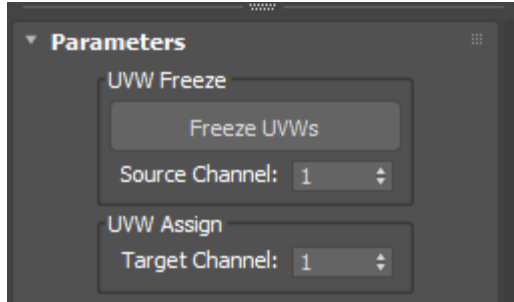 Parameters
UVW Freeze
Freeze UVWs
Source Channel: 1
UVW Assign
Target Channel: 1